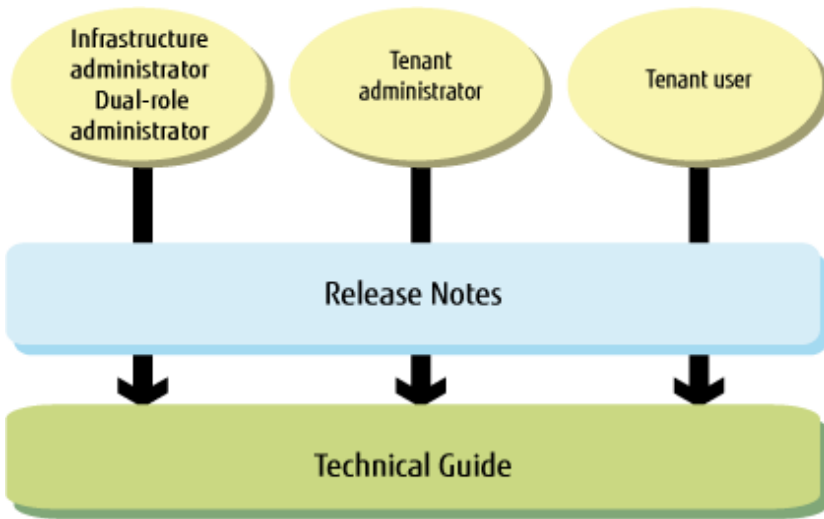 Infrastructure
administrator
Dual-role
administrator
Tenant
administrator
Tenant user
Release Notes
Technical Guide